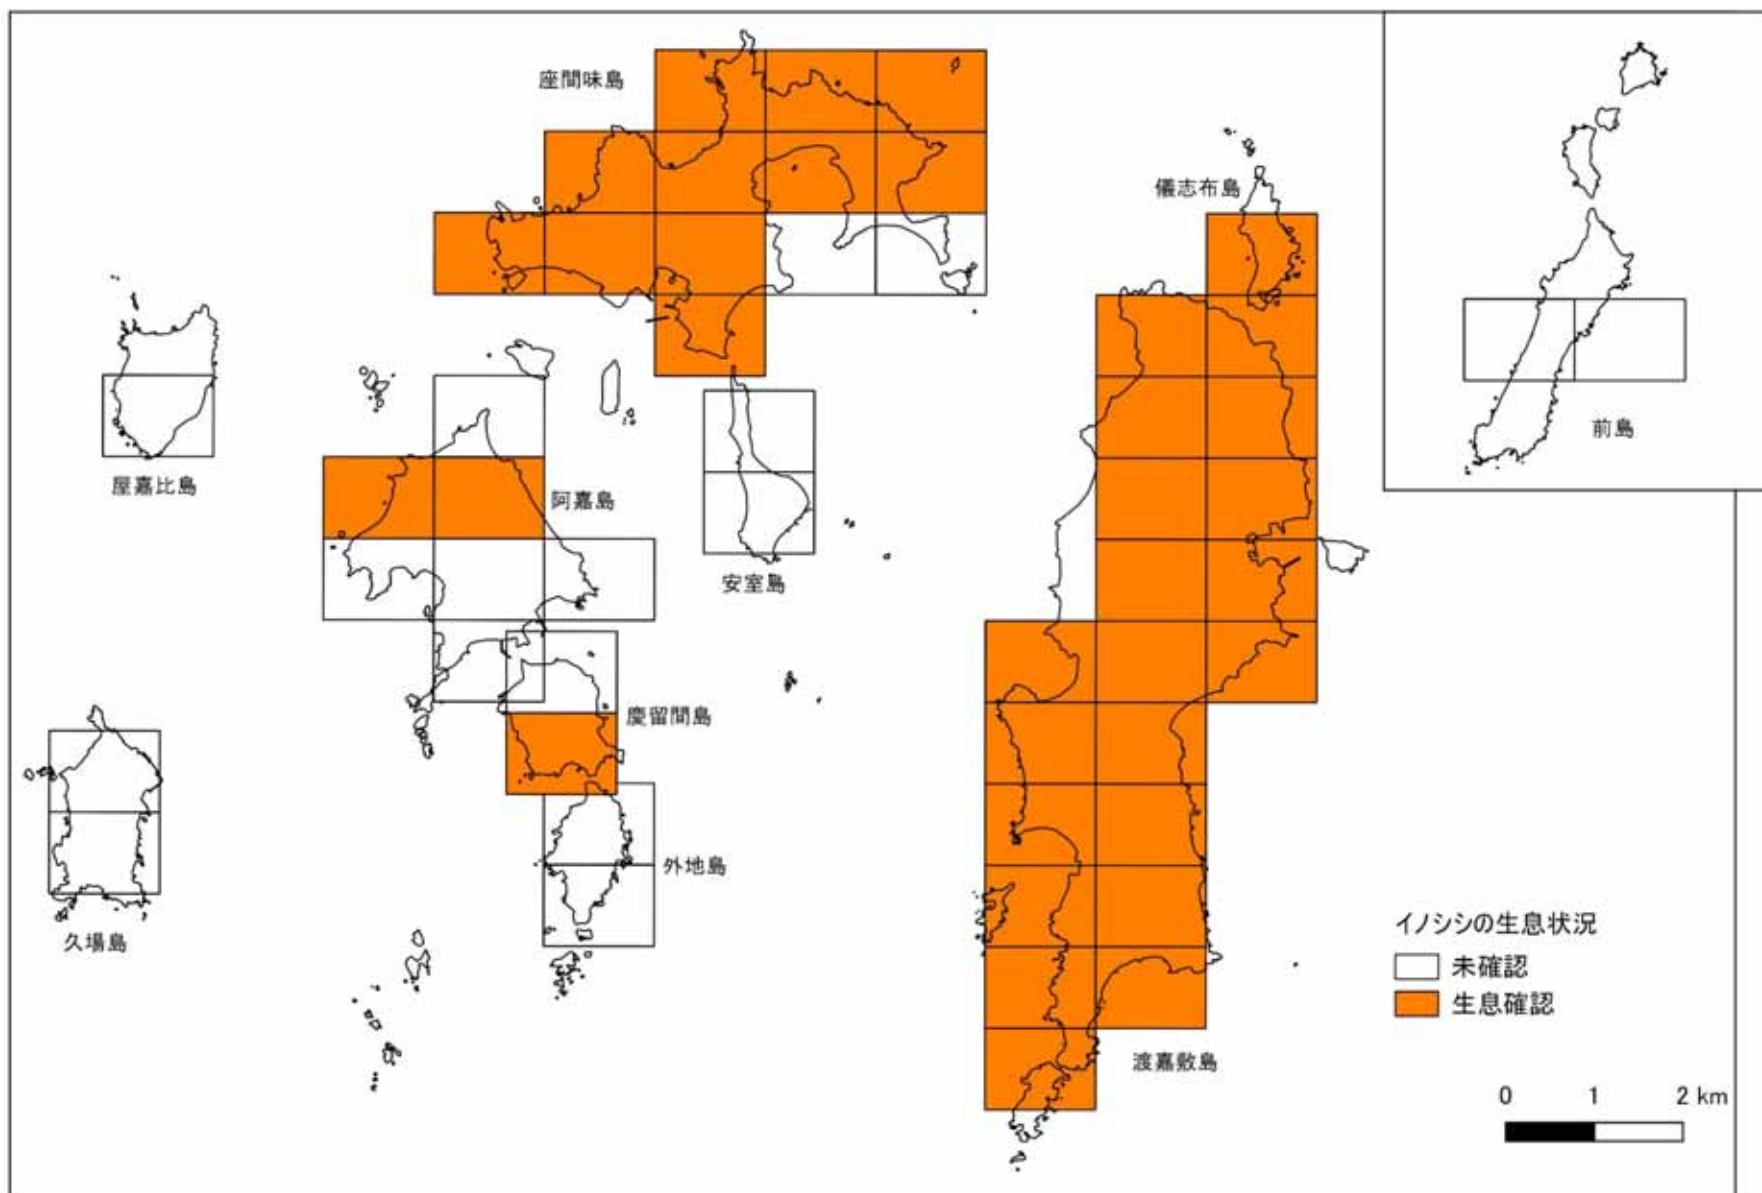 座間味島
儀志布島
前島
屋嘉比島
阿嘉島
安室島
慶留間島
外地島
久場島
渡嘉敷島
イノシシの生息状況
未確認
生息確認
0 1 2 km